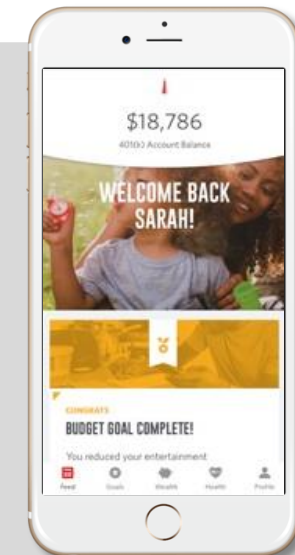 $18,786
401(k) Account Balance
WELCOME BACK
SARAH!
CONGRATS
BUDGET GOAL COMPLETE!
You reduced your entertainment
Feed
Goals
Wealth
Health
Profile